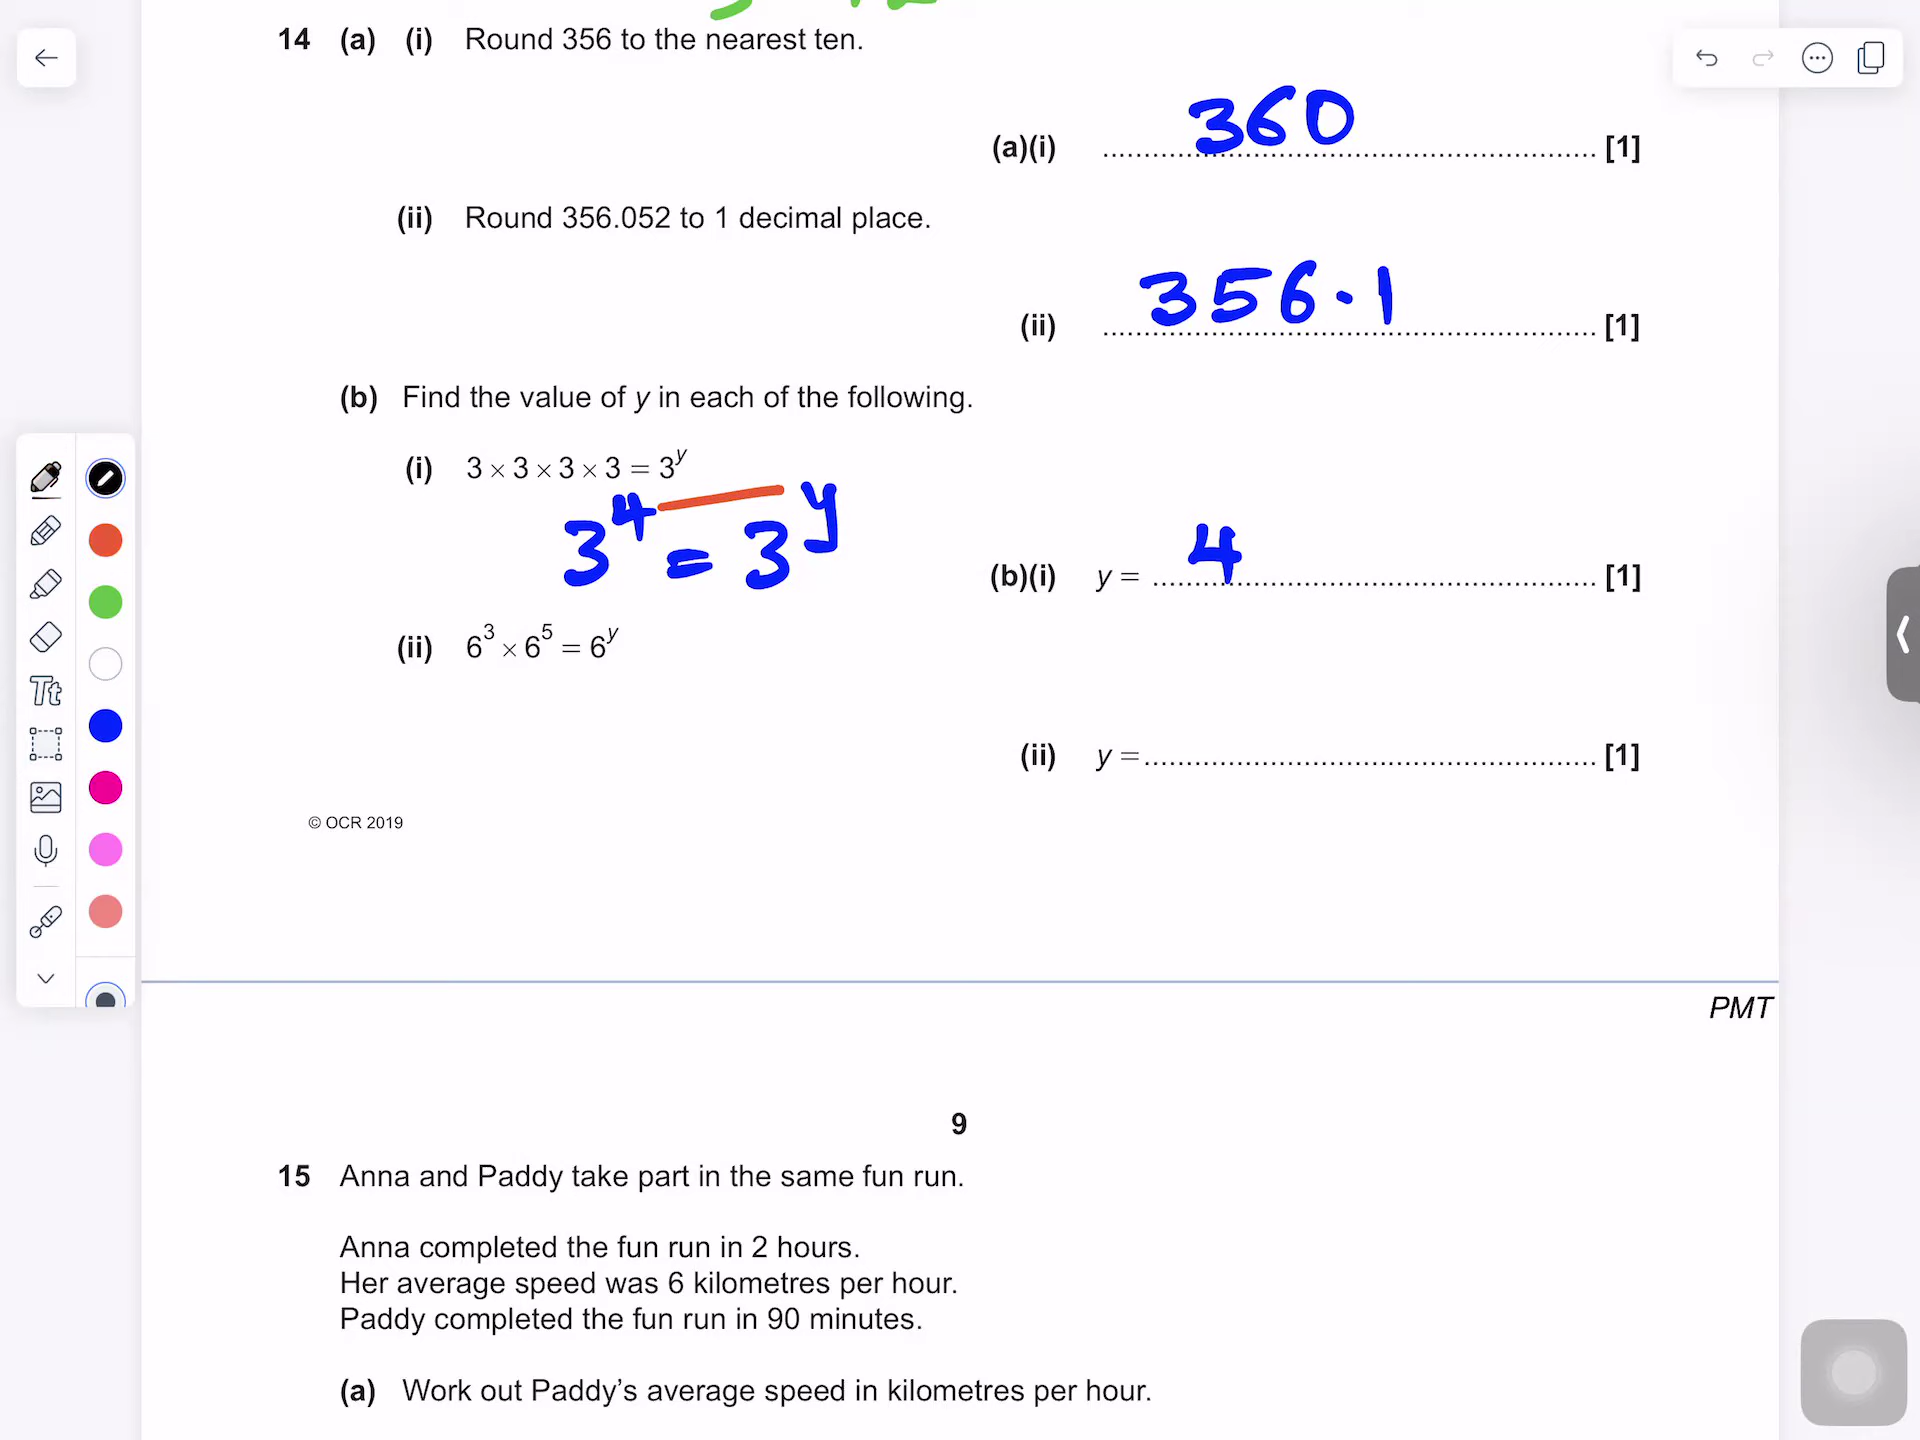 14 (a) (i) Round 356 to the nearest ten.
360
(a)(i) ........................................................... [1]
(ii) Round 356.052 to 1 decimal place.
356.1
(ii) ........................................................... [1]
(b) Find the value of y in each of the following.
(i) 3 × 3 × 3 × 3 = 3^y
3^4 = 3^y
4
(b)(i) y = ..................................................... [1]
(ii) 6^3 × 6^5 = 6^y
(ii) y = ...................................................... [1]
© OCR 2019
PMT
9
15 Anna and Paddy take part in the same fun run.
Anna completed the fun run in 2 hours.
Her average speed was 6 kilometres per hour.
Paddy completed the fun run in 90 minutes.
(a) Work out Paddy’s average speed in kilometres per hour.
Tt